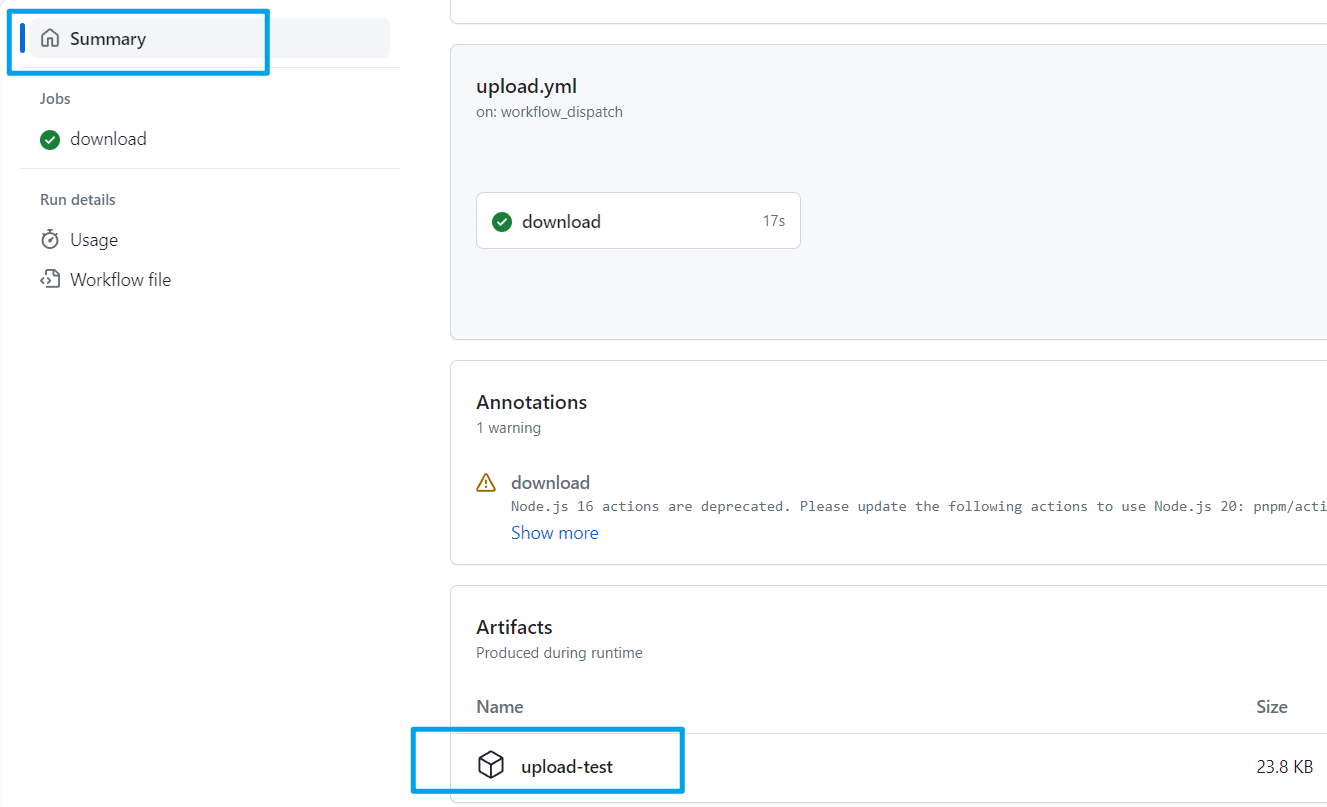 Summary
Jobs
download
Run details
Usage
Workflow file
upload.yml
on: workflow_dispatch
download 17s
Annotations
1 warning
download
Node.js 16 actions are deprecated. Please update the following actions to use Node.js 20: pnpm/acti
Show more
Artifacts
Produced during runtime
Name Size
upload-test 23.8 KB